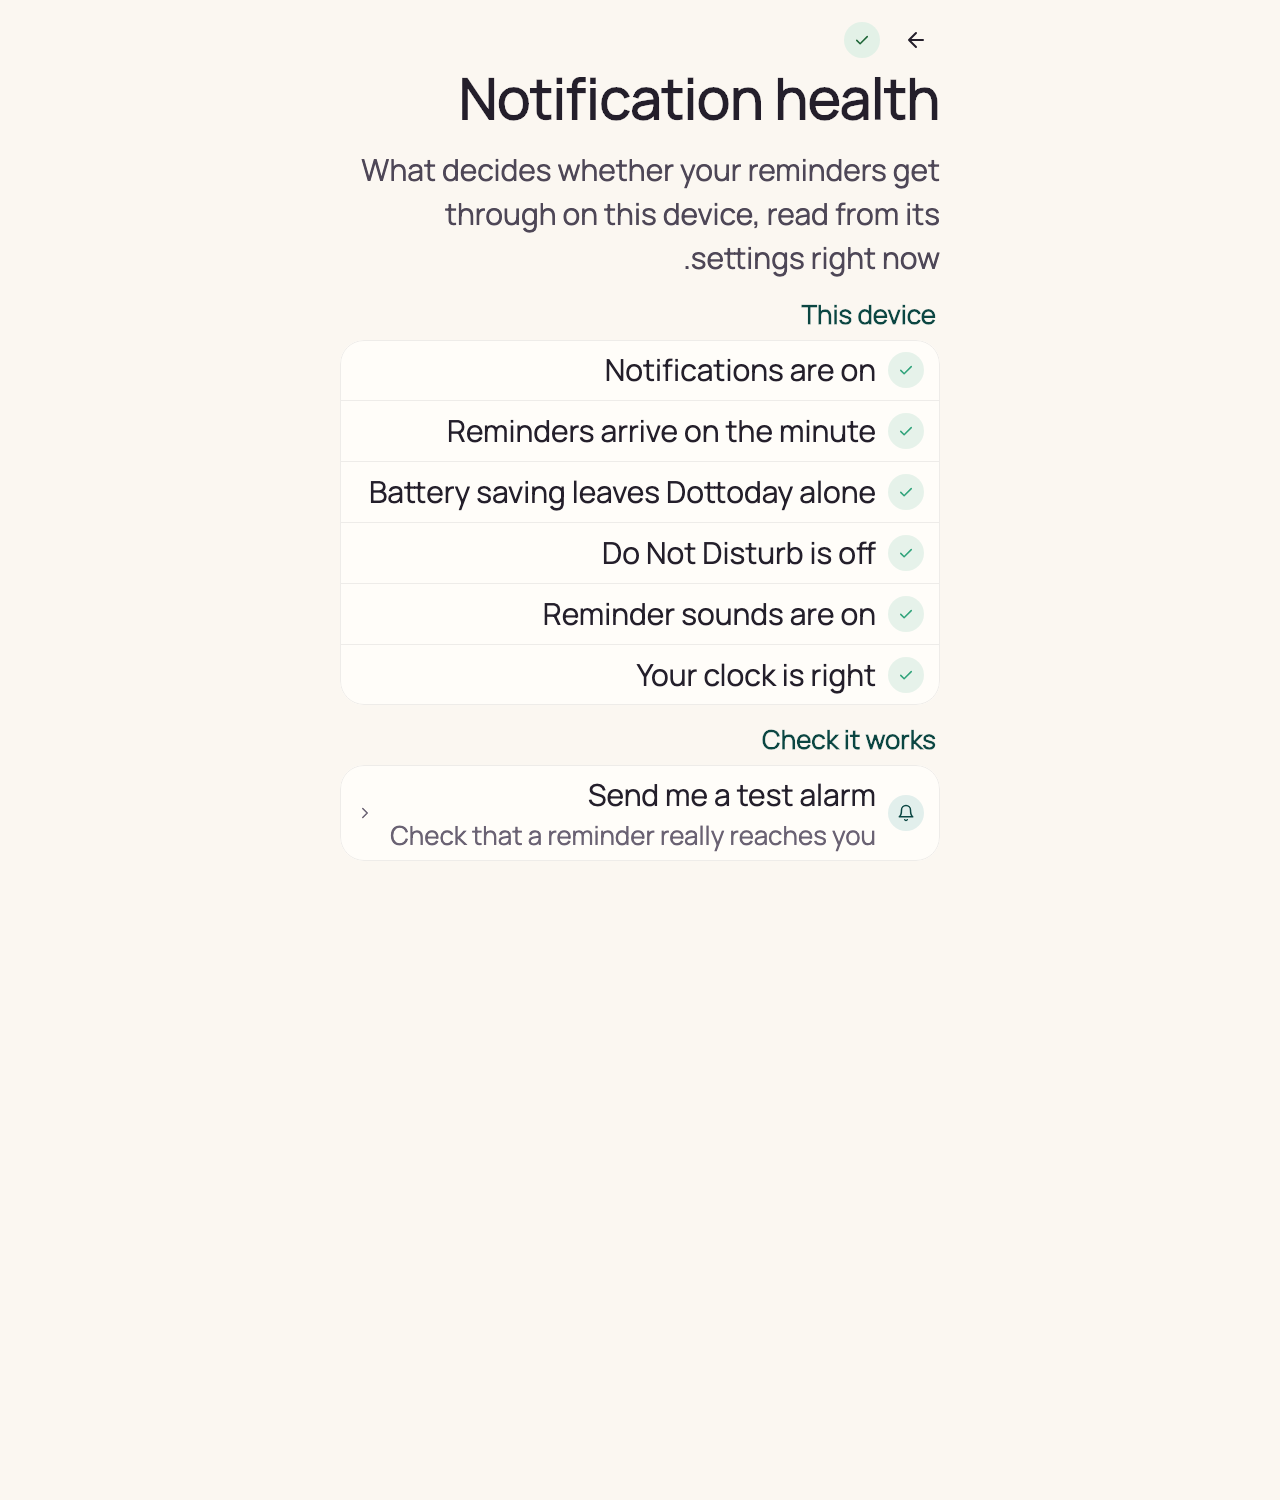 Notification health
What decides whether your reminders get
through on this device, read from its
.settings right now
This device
Notifications are on
Reminders arrive on the minute
Battery saving leaves Dottoday alone
Do Not Disturb is off
Reminder sounds are on
Your clock is right
Check it works
Send me a test alarm
Check that a reminder really reaches you